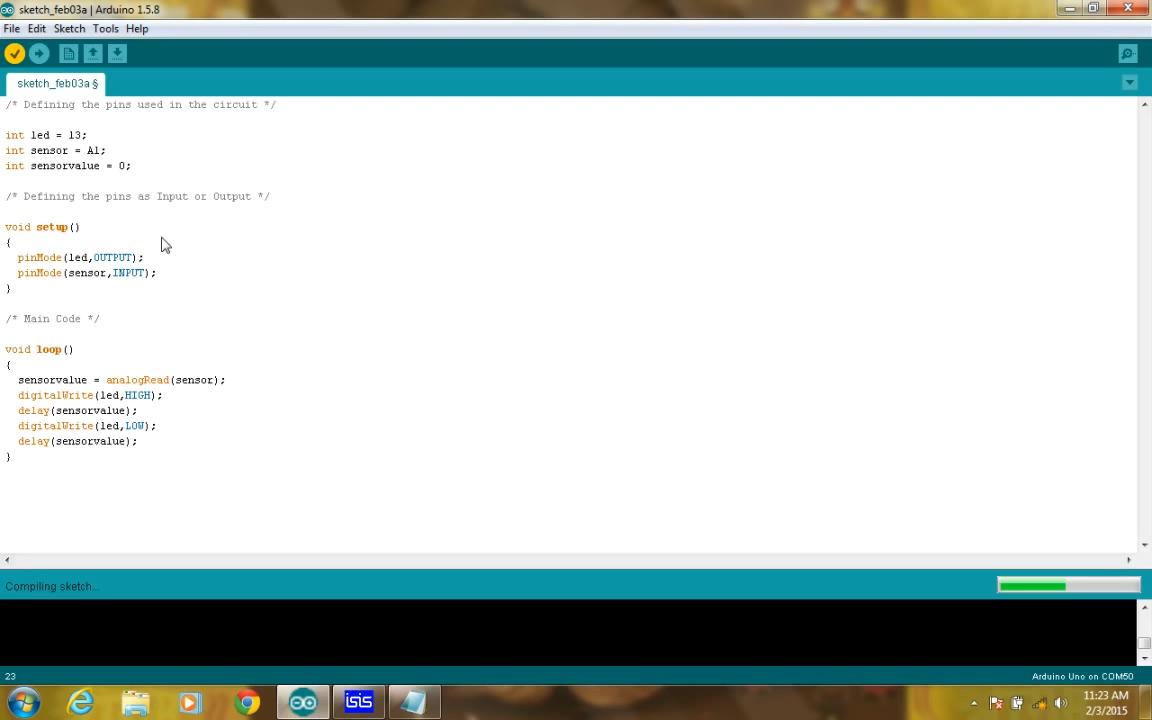 sketch_feb03a | Arduino 1.5.8
File Edit Sketch Tools Help
sketch_feb03a §
/* Defining the pins used in the circuit */
int led = 13;
int sensor = A1;
int sensorvalue = 0;
/* Defining the pins as Input or Output */
void setup()
{
pinMode(led,OUTPUT);
pinMode(sensor,INPUT);
}
/* Main Code */
void loop()
{
sensorvalue = analogRead(sensor);
digitalWrite(led,HIGH);
delay(sensorvalue);
digitalWrite(led,LOW);
delay(sensorvalue);
}
Compiling sketch...
23
Arduino Uno on COM50
isis
11:23 AM
2/3/2015